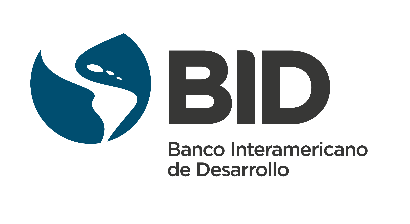 BID
Banco Interamericano
de Desarrollo